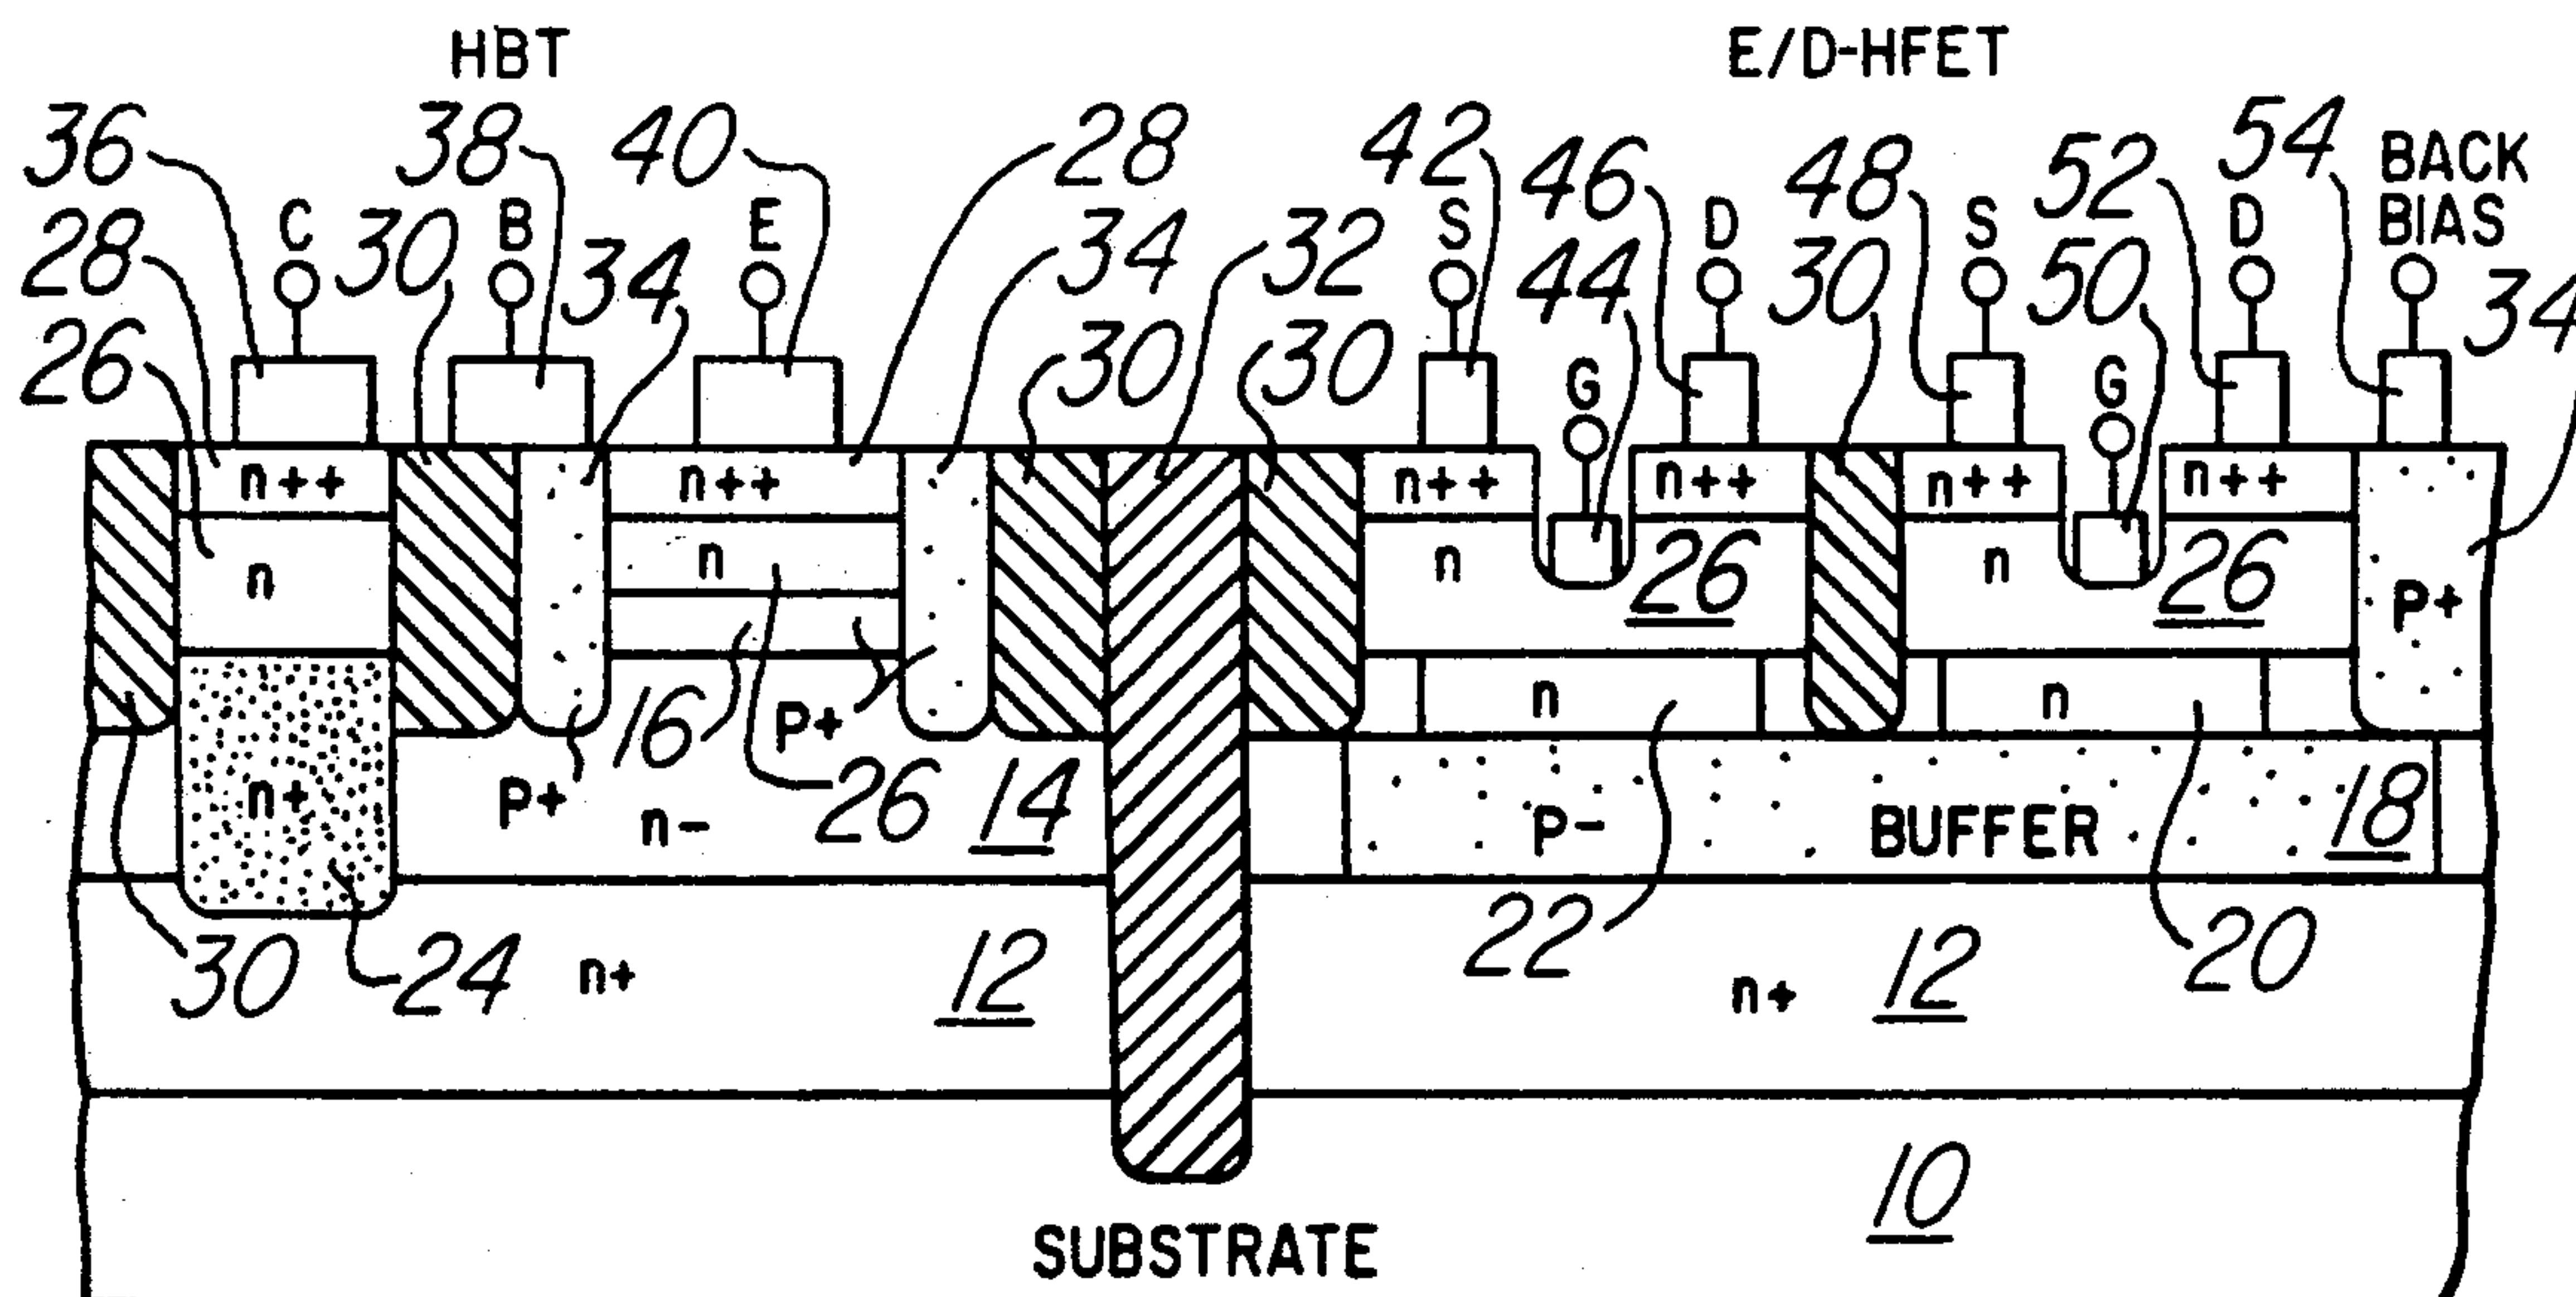 HBT E/D-HFET
36 38 40 28 42 46 48 52 54 BACK
28 C 30 B 34 E 34 32 S 44 D 30 S 50 D BIAS
26 30 30 G G 34
n++ n++ n++ n++ n++ n++
n n n 26 n 26 P+
16 P+ n n
n+ P+ n- 26 14 P- BUFFER 18
30 24 n+ 12 22 n+ 12 20
10
SUBSTRATE